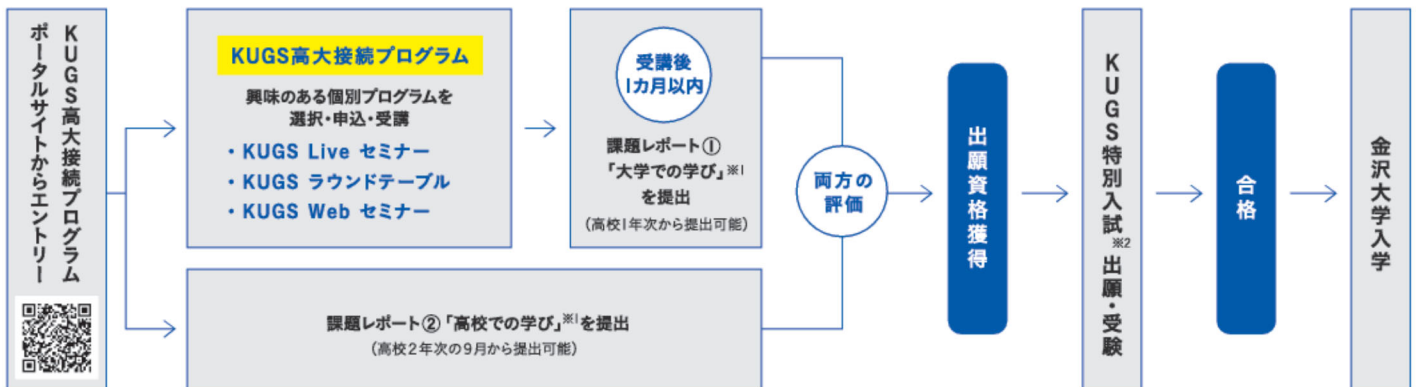 KUGS高大接続プログラム
ポータルサイトからエントリー
KUGS高大接続プログラム
興味のある個別プログラムを
選択・申込・受講
・KUGS Live セミナー
・KUGS ラウンドテーブル
・KUGS Web セミナー
受講後
1カ月以内
課題レポート①
「大学での学び」※1
を提出
(高校1年次から提出可能)
課題レポート②「高校での学び」※1を提出
(高校2年次の9月から提出可能)
両方の
評価
出願資格獲得
KUGS特別入試※2出願・受験
合格
金沢大学入学